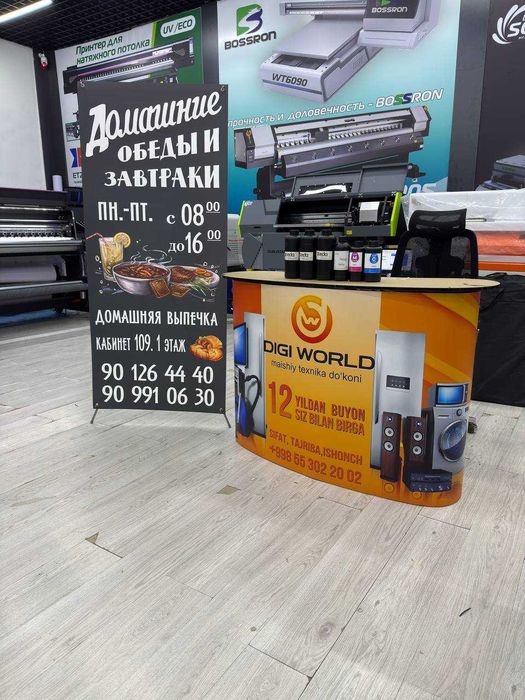 Принтер для
натяжного потолка
UV/ECO
BOSSRON
WT6090
BOSSRON
прочность и долговечность - BOSSRON
Домашние
ОБЕДЫ И
ЗАВТРАКИ
ПН.-ПТ. с 08 00
до 16 00
ДОМАШНЯЯ ВЫПЕЧКА
КАБИНЕТ 109. 1 ЭТАЖ
90 126 44 40
90 991 06 30
DIGI WORLD
maishiy texnika do'koni
12 YILDAN BUYON
SIZ BILAN BIRGA
SIFAT, TAJRIBA,ISHONCH
+998 55 302 20 02